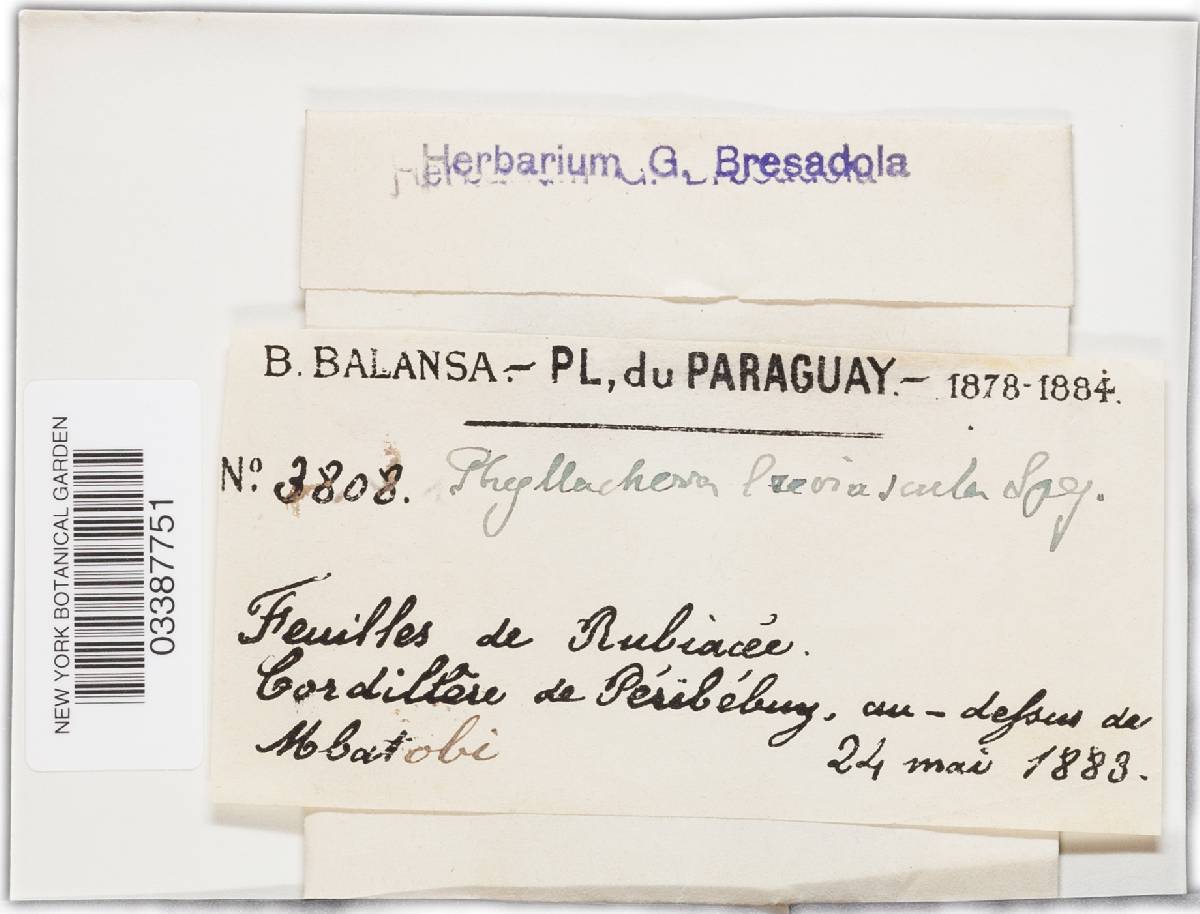 Herbarium G. Bresadola
B. BALANSA.- PL, du PARAGUAY.- 1878-1884.
No. 3808. Phyllachora Speg.
Feuilles de Rubiacée.
Cordillère de Péribébuy, au-dessus de
Mbatobi
24 mai 1883.
NEW YORK BOTANICAL GARDEN
03387751